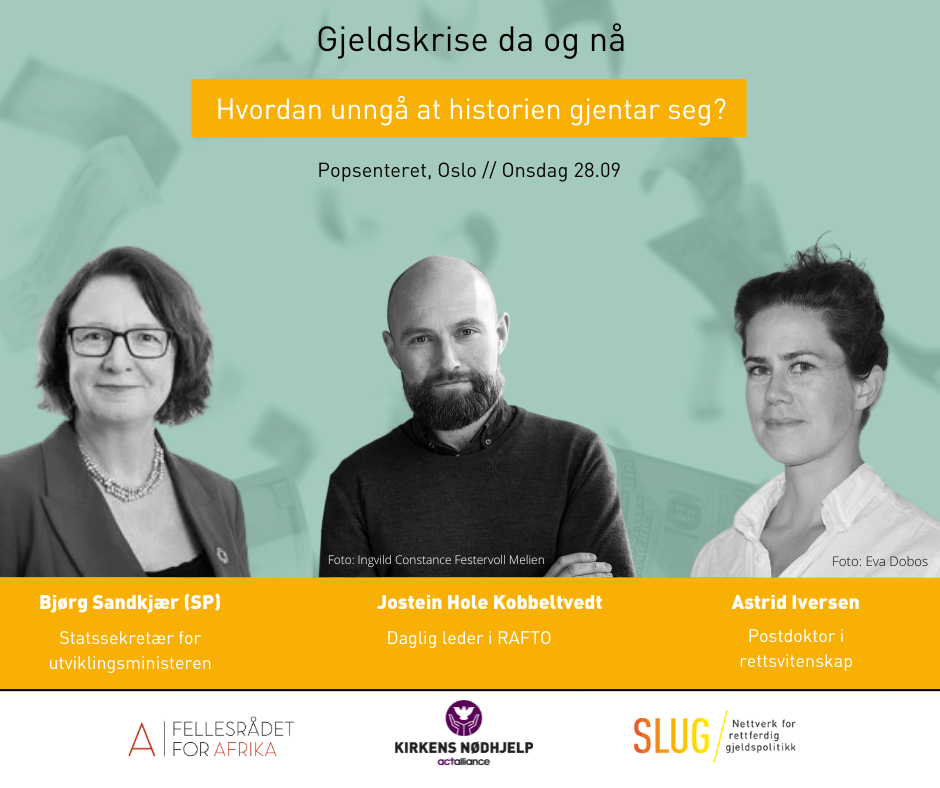 Gjeldskrise da og nå
Hvordan unngå at historien gjentar seg?
Popsenteret, Oslo // Onsdag 28.09
Foto: Ingvild Constance Festervoll Melien
Foto: Eva Dobos
Bjørg Sandkjær (SP)
Statssekretær for
utviklingsministeren
Jostein Hole Kobbeltvedt
Daglig leder i RAFTO
Astrid Iversen
Postdoktor i
rettsvitenskap
A FELLESRÅDET
FOR AFRIKA
KIRKENS NØDHJELP
actalliance
SLUG
Nettverk for
rettferdig
gjeldspolitikk